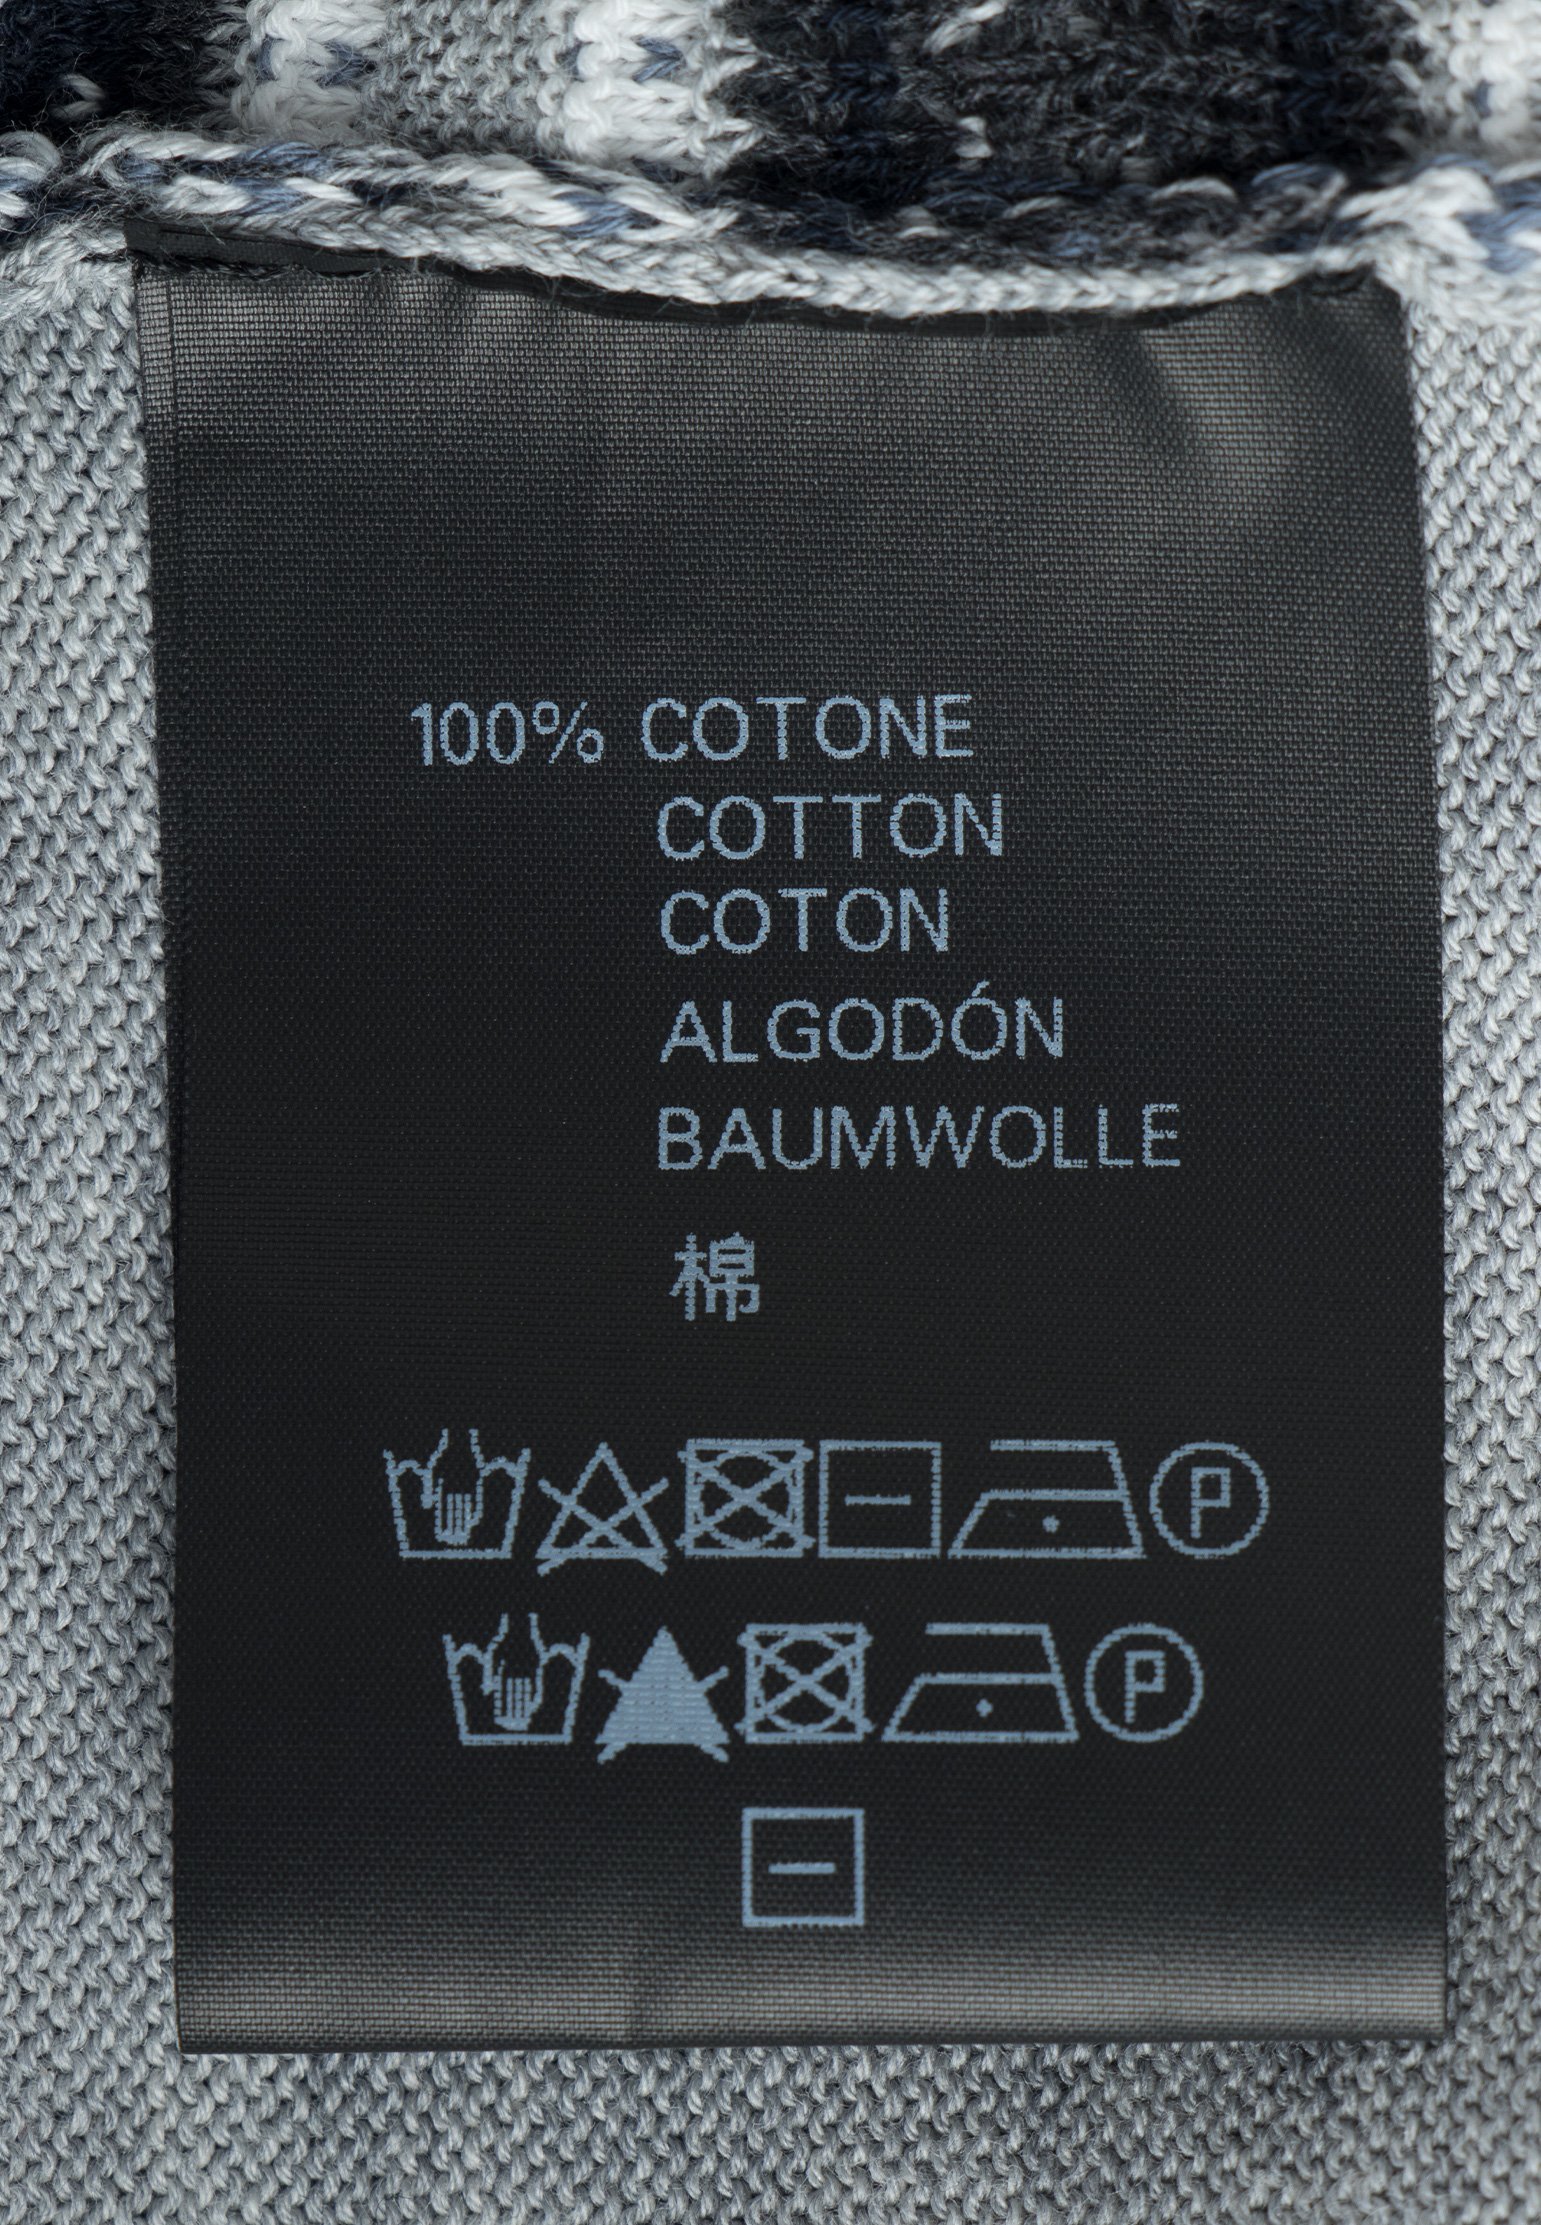 100% COTONE
COTTON
COTON
ALGODÓN
BAUMWOLLE
棉
P
P